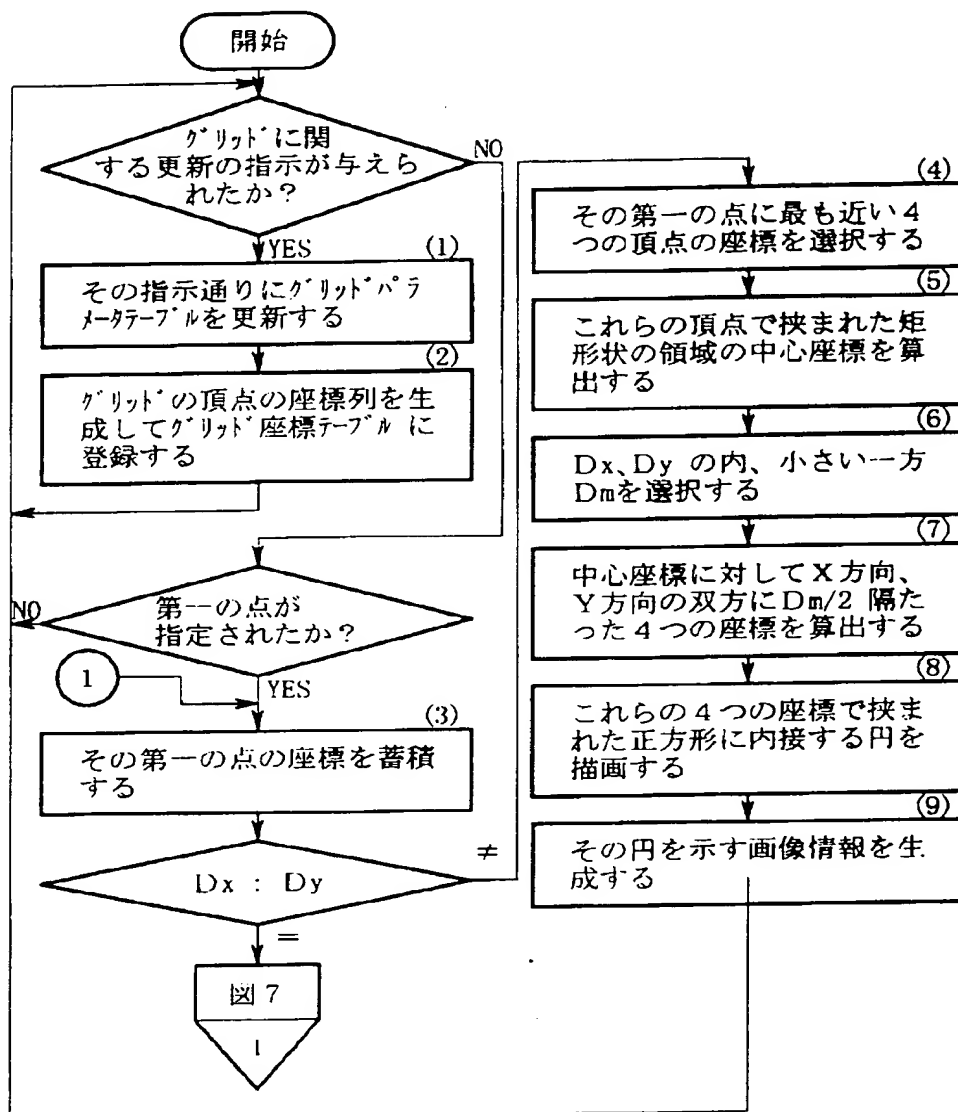 開始
グリッドに関
する更新の指示が与えら
れたか？
NO
YES
(1)
その指示通りにグリッドパラ
メータテーブルを更新する
(2)
グリッドの頂点の座標列を生
成してグリッド座標テーブルに
登録する
第一の点が
指定されたか？
NO
YES
1
(3)
その第一の点の座標を蓄積
する
Dx : Dy
≠
=
図7
1
(4)
その第一の点に最も近い4
つの頂点の座標を選択する
(5)
これらの頂点で挟まれた矩
形状の領域の中心座標を算
出する
(6)
Dx、Dy の内、小さい一方
Dmを選択する
(7)
中心座標に対してX方向、
Y方向の双方にDm/2 隔た
った4つの座標を算出する
(8)
これらの4つの座標で挟ま
れた正方形に内接する円を
描画する
(9)
その円を示す画像情報を生
成する